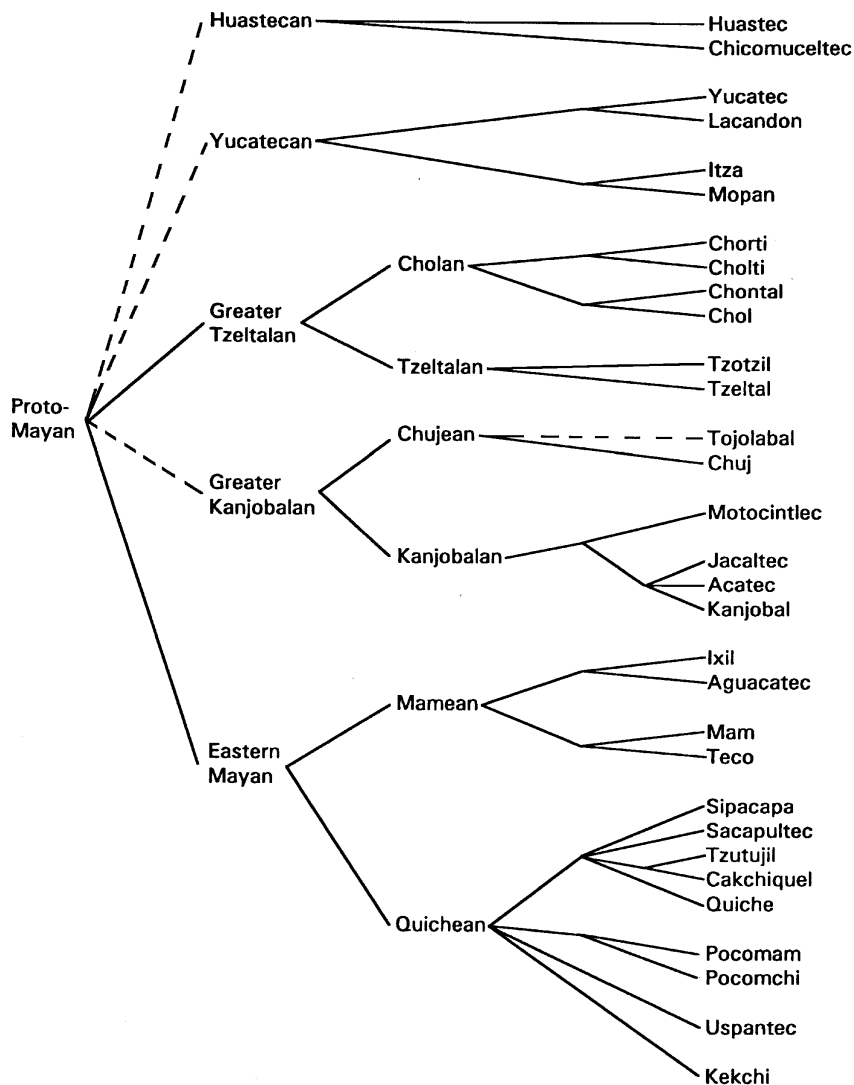 Huastecan
Huastec
Chicomuceltec
Yucatecan
Yucatec
Lacandon
Itza
Mopan
Greater
Tzeltalan
Cholan
Chorti
Cholti
Chontal
Chol
Tzeltalan
Tzotzil
Tzeltal
Proto-
Mayan
Greater
Kanjobalan
Chujean
Tojolabal
Chuj
Kanjobalan
Motocintlec
Jacaltec
Acatec
Kanjobal
Eastern
Mayan
Mamean
Ixil
Aguacatec
Mam
Teco
Quichean
Sipacapa
Sacapultec
Tzutujil
Cakchiquel
Quiche
Pocomam
Pocomchi
Uspantec
Kekchi